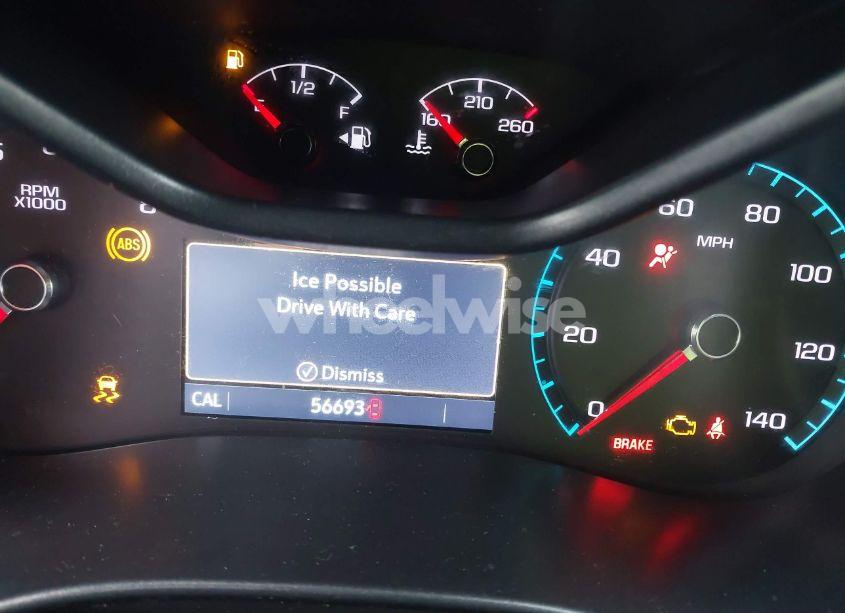 1/2
E
F
160
210
260
RPM
X1000
8
ABS
Ice Possible
Drive With Care
Dismiss
CAL
56693
MPH
0
20
40
60
80
100
120
140
BRAKE
wheelwise